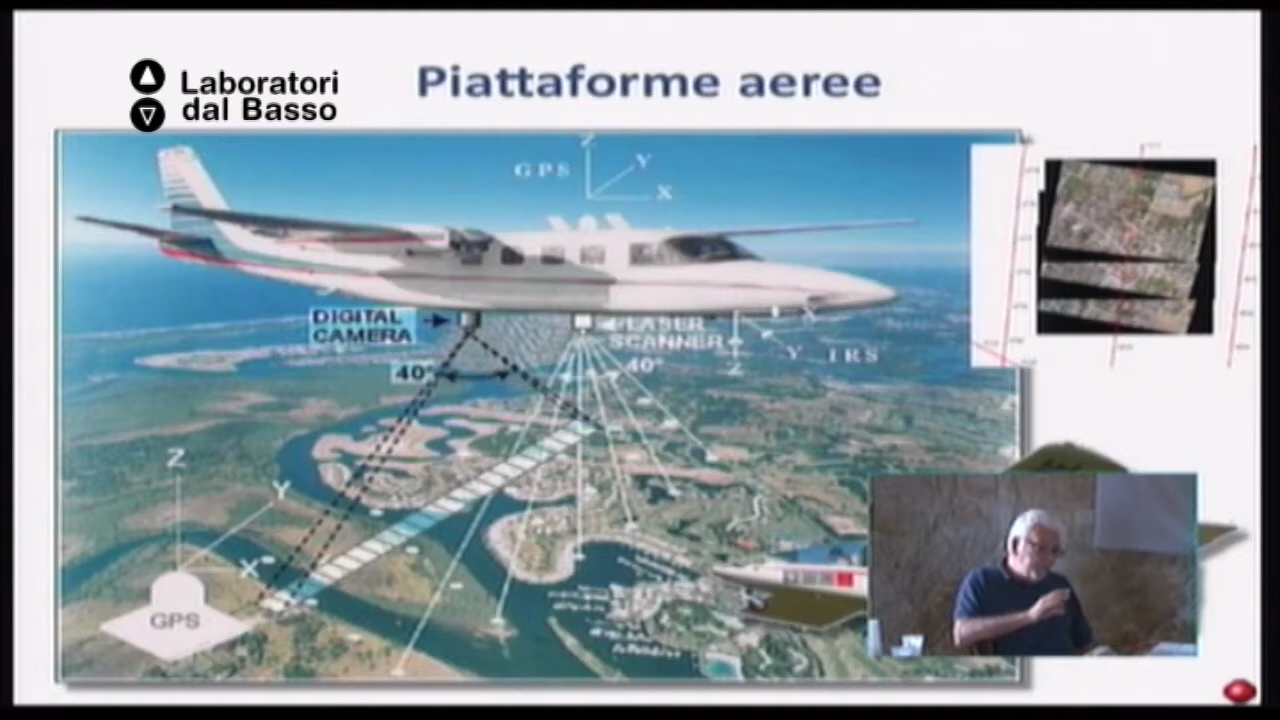 Laboratori
dal Basso
Piattaforme aeree
Z
GPS
Y
X
DIGITAL
CAMERA
LASER
SCANNER
X
Y
IRS
Z
40°
40°
Z
Y
X
GPS